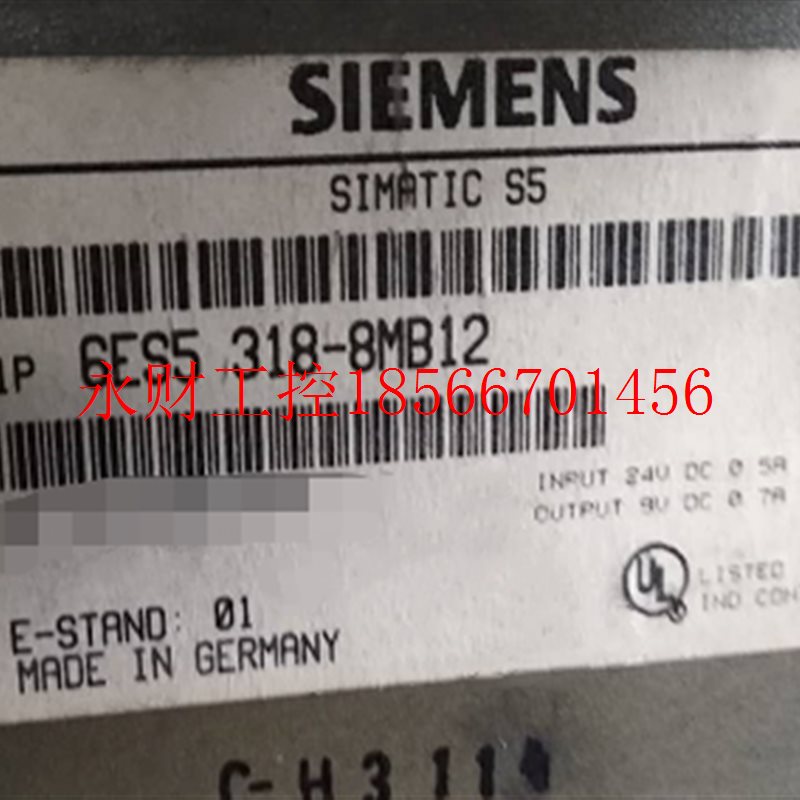 SIEMENS
SIMATIC S5
1P 6ES5 318-8MB12
永财工控18566701456
INPUT 24V DC 0 5A
OUTPUT 9V DC 0 7A
UL LISTED
IND CON
E-STAND: 01
MADE IN GERMANY
C-H3114